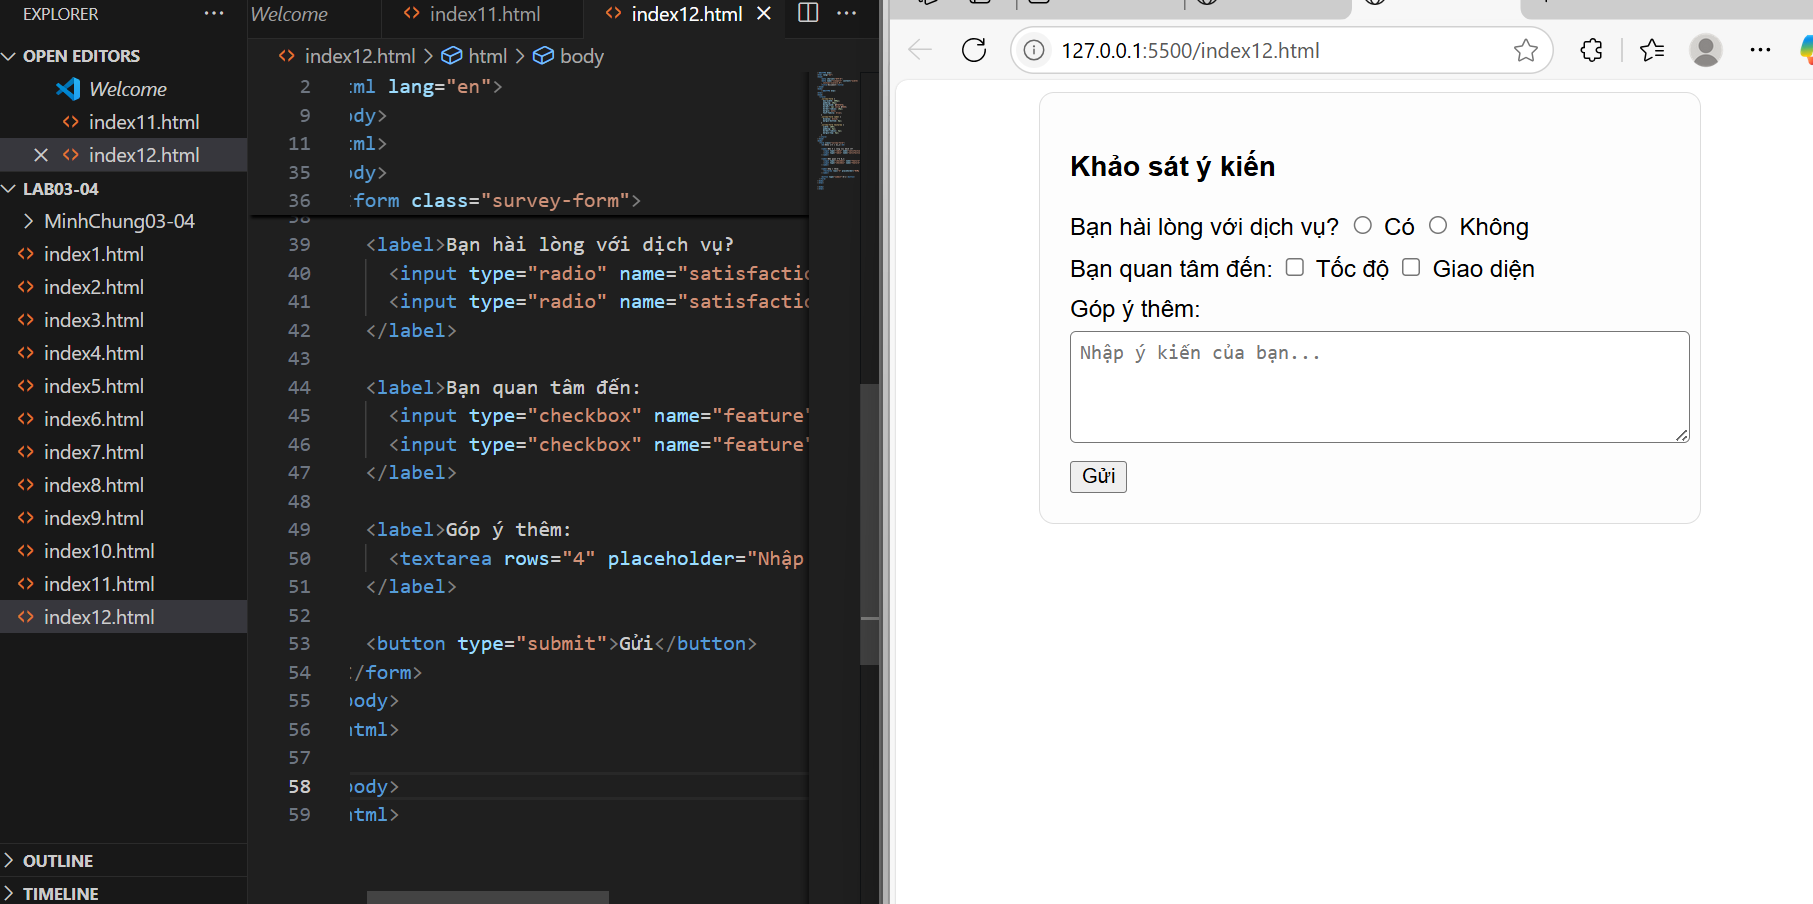 EXPLORER
OPEN EDITORS
Welcome
index11.html
index12.html
LAB03-04
MinhChung03-04
index1.html
index2.html
index3.html
index4.html
index5.html
index6.html
index7.html
index8.html
index9.html
index10.html
index11.html
index12.html
OUTLINE
TIMELINE
Welcome
index11.html
index12.html
index12.html > html > body
2 ml lang="en">
9 ody>
11 ml>
35 ody>
36 form class="survey-form">
38
39 <label>Bạn hài lòng với dịch vụ?
40 <input type="radio" name="satisfactio
41 <input type="radio" name="satisfactio
42 </label>
43
44 <label>Bạn quan tâm đến:
45 <input type="checkbox" name="feature"
46 <input type="checkbox" name="feature"
47 </label>
48
49 <label>Góp ý thêm:
50 <textarea rows="4" placeholder="Nhập
51 </label>
52
53 <button type="submit">Gửi</button>
54 /form>
55 body>
56 html>
57
58 body>
59 html>
127.0.0.1:5500/index12.html
Khảo sát ý kiến
Bạn hài lòng với dịch vụ? Có Không
Bạn quan tâm đến: Tốc độ Giao diện
Góp ý thêm:
Nhập ý kiến của bạn...
Gửi